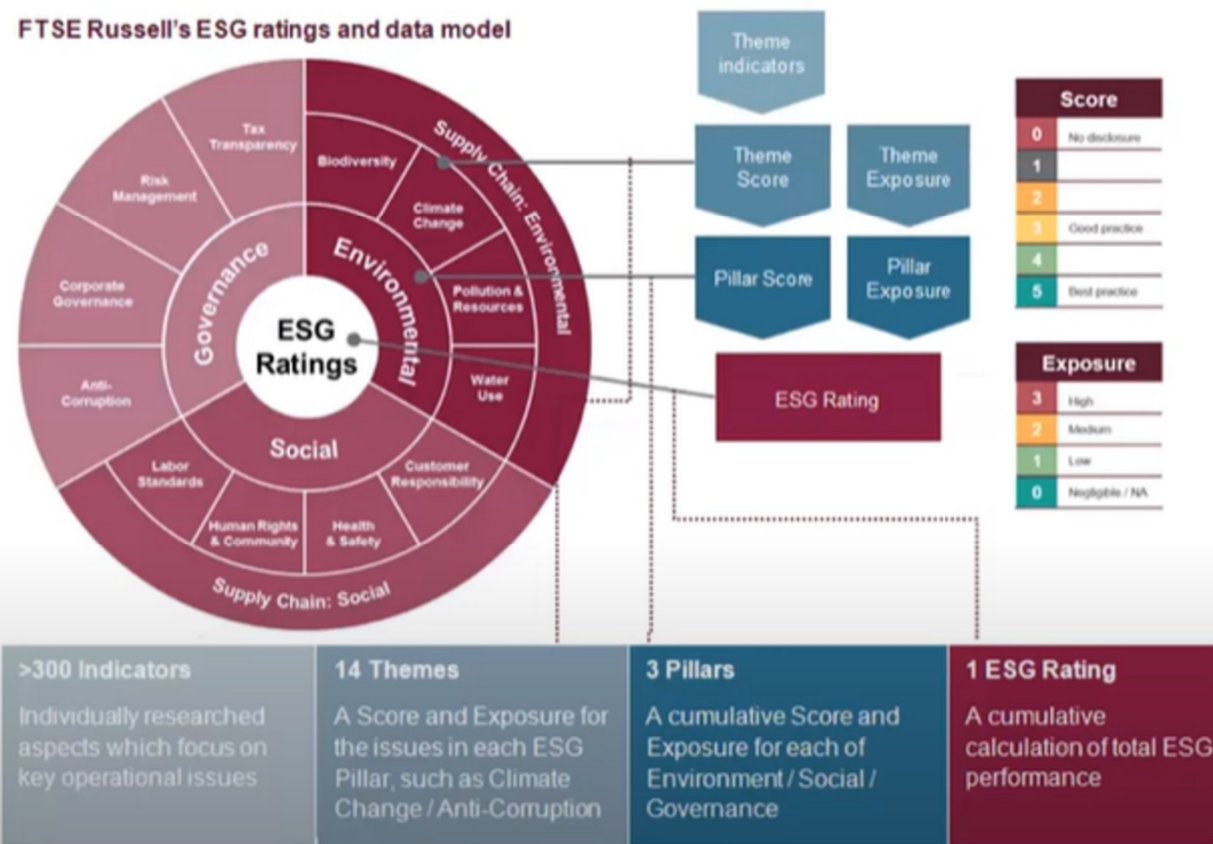 FTSE Russell's ESG ratings and data model
Tax
Transparency
Risk
Management
Corporate
Governance
Anti-
Corruption
Governance
Biodiversity
Climate
Change
Pollution &
Resources
Water
Use
Environmental
Supply Chain: Environmental
ESG
Ratings
Social
Labor
Standards
Human Rights
& Community
Health
& Safety
Customer
Responsibility
Supply Chain: Social
Theme
indicators
Theme
Score
Theme
Exposure
Pillar Score
Pillar
Exposure
ESG Rating
Score
0 No disclosure
1
2
3 Good practice
4
5 Best practice
Exposure
3 High
2 Medium
1 Low
0 Negligible / NA
>300 Indicators
Individually researched
aspects which focus on
key operational issues
14 Themes
A Score and Exposure for
the issues in each ESG
Pillar, such as Climate
Change / Anti-Corruption
3 Pillars
A cumulative Score and
Exposure for each of
Environment / Social /
Governance
1 ESG Rating
A cumulative
calculation of total ESG
performance